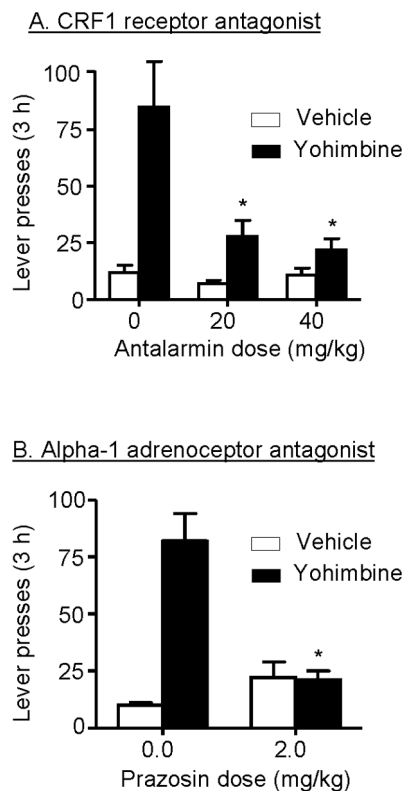 A. CRF1 receptor antagonist
100
75
50
25
0
Lever presses (3 h)
Vehicle
Yohimbine
*
*
0
20
40
Antalarmin dose (mg/kg)
B. Alpha-1 adrenoceptor antagonist
100
75
50
25
0
Lever presses (3 h)
Vehicle
Yohimbine
*
0.0
2.0
Prazosin dose (mg/kg)